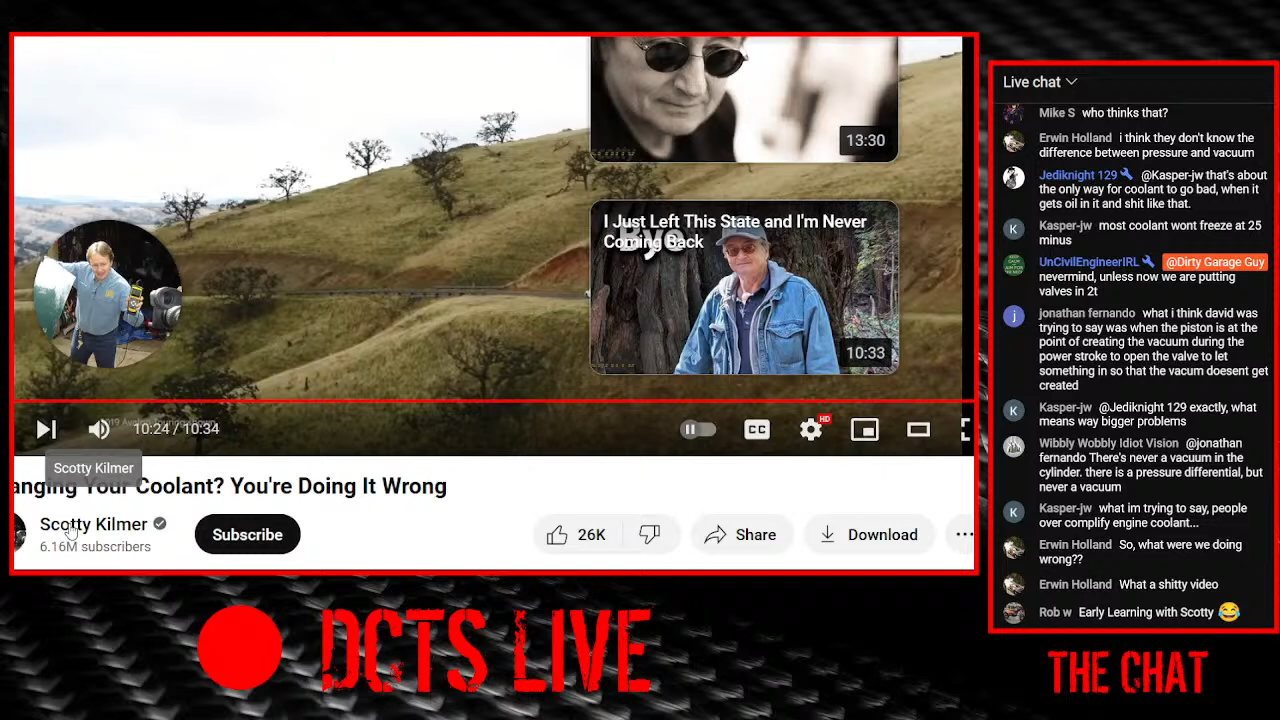 13:30
I Just Left This State and I'm Never
Coming Back
Bye
10:33
10:24 / 10:34
CC
HD
Scotty Kilmer
anging Your Coolant? You're Doing It Wrong
Scotty Kilmer
6.16M subscribers
Subscribe
26K
Share
Download
DCTS LIVE
Live chat
Mike S who thinks that?
Erwin Holland i think they don't know the
difference between pressure and vacuum
Jediknight 129 @Kasper-jw that's about
the only way for coolant to go bad, when it
gets oil in it and shit like that.
K
Kasper-jw most coolant wont freeze at 25
minus
UnCivilEngineerIRL @Dirty Garage Guy
nevermind, unless now we are putting
valves in 2t
j
jonathan fernando what i think david was
trying to say was when the piston is at the
point of creating the vacuum during the
power stroke to open the valve to let
something in so that the vacum doesent get
created
K
Kasper-jw @Jediknight 129 exactly, what
means way bigger problems
Wibbly Wobbly Idiot Vision @jonathan
fernando There's never a vacuum in the
cylinder. there is a pressure differential, but
never a vacuum
K
Kasper-jw what im trying to say, people
over complify engine coolant...
Erwin Holland So, what were we doing
wrong??
Erwin Holland What a shitty video
Rob w Early Learning with Scotty 😂
THE CHAT